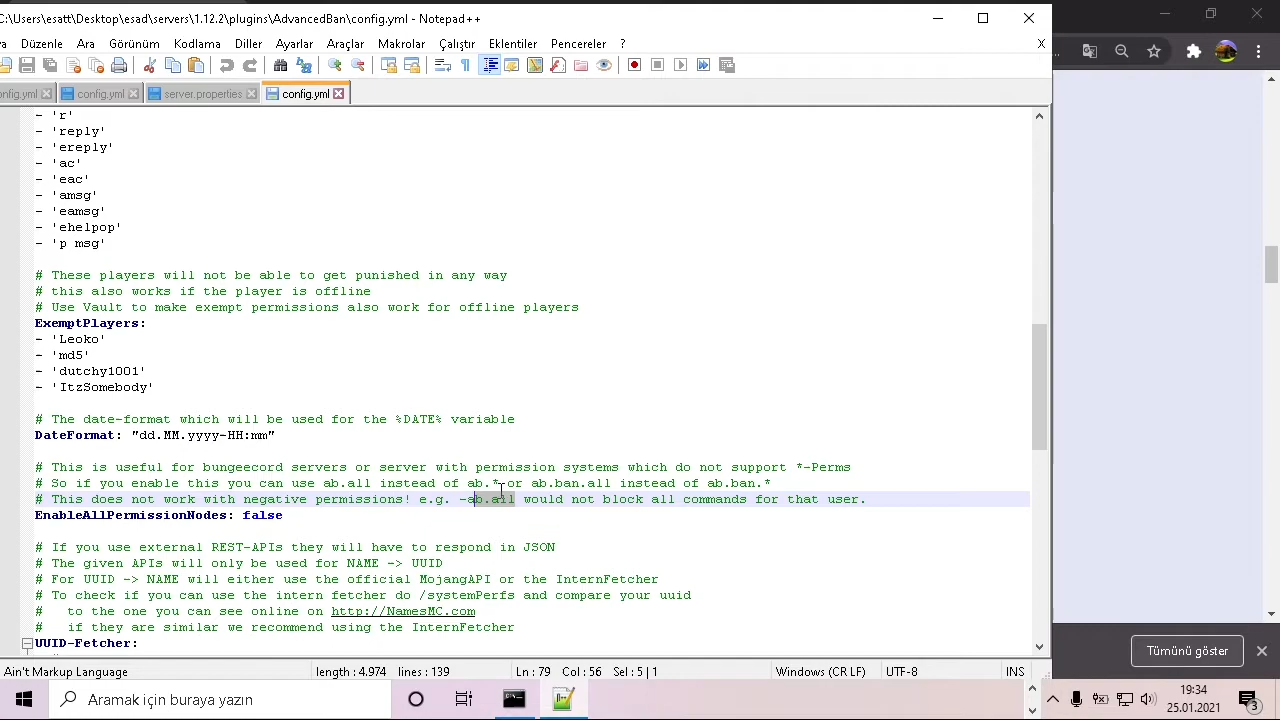 C:\Users\esatt\Desktop\esad\servers\1.12.2\plugins\AdvancedBan\config.yml - Notepad++
Düzenle Ara Görünüm Kodlama Diller Ayarlar Araçlar Makrolar Çalıştır Eklentiler Pencereler ? X
config.yml server.properties config.yml
- 'r'
- 'reply'
- 'ereply'
- 'ac'
- 'eac'
- 'amsg'
- 'eamsg'
- 'ehelpop'
- 'p msg'
# These players will not be able to get punished in any way
# this also works if the player is offline
# Use Vault to make exempt permissions also work for offline players
ExemptPlayers:
- 'Leoko'
- 'md5'
- 'dutchy1001'
- 'ItzSomebody'
# The date-format which will be used for the %DATE% variable
DateFormat: "dd.MM.yyyy-HH:mm"
# This is useful for bungeecord servers or server with permission systems which do not support *-Perms
# So if you enable this you can use ab.all instead of ab.* or ab.ban.all instead of ab.ban.*
# This does not work with negative permissions! e.g. -ab.all would not block all commands for that user.
EnableAllPermissionNodes: false
# If you use external REST-APIs they will have to respond in JSON
# The given APIs will only be used for NAME -> UUID
# For UUID -> NAME will either use the official MojangAPI or the InternFetcher
# To check if you can use the intern fetcher do /systemPerfs and compare your uuid
#   to the one you can see online on http://NamesMC.com
#   if they are similar we recommend using the InternFetcher
UUID-Fetcher:
Ain't Markup Language length : 4.974 lines : 139 Ln : 79 Col : 56 Sel : 5 | 1 Windows (CR LF) UTF-8 INS
Tümünü göster
Aramak için buraya yazın
19:34
25.01.2021
3